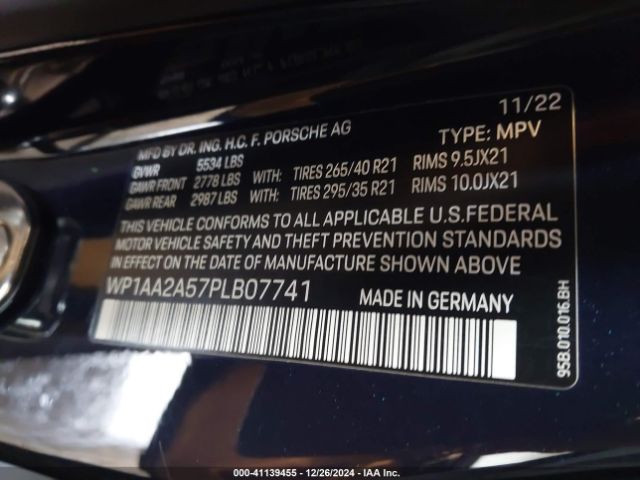 11/22
MFD BY DR. ING. H.C. F. PORSCHE AG
TYPE: MPV
GVWR 5534 LBS
GAWR FRONT 2778 LBS WITH: TIRES 265/40 R21 RIMS 9.5JX21
GAWR REAR 2987 LBS WITH: TIRES 295/35 R21 RIMS 10.0JX21
THIS VEHICLE CONFORMS TO ALL APPLICABLE U.S.FEDERAL
MOTOR VEHICLE SAFETY AND THEFT PREVENTION STANDARDS
IN EFFECT ON THE DATE OF MANUFACTURE SHOWN ABOVE
WP1AA2A57PLB07741 MADE IN GERMANY
95B.010.016.BH
000-41139455 - 12/26/2024 - IAA Inc.